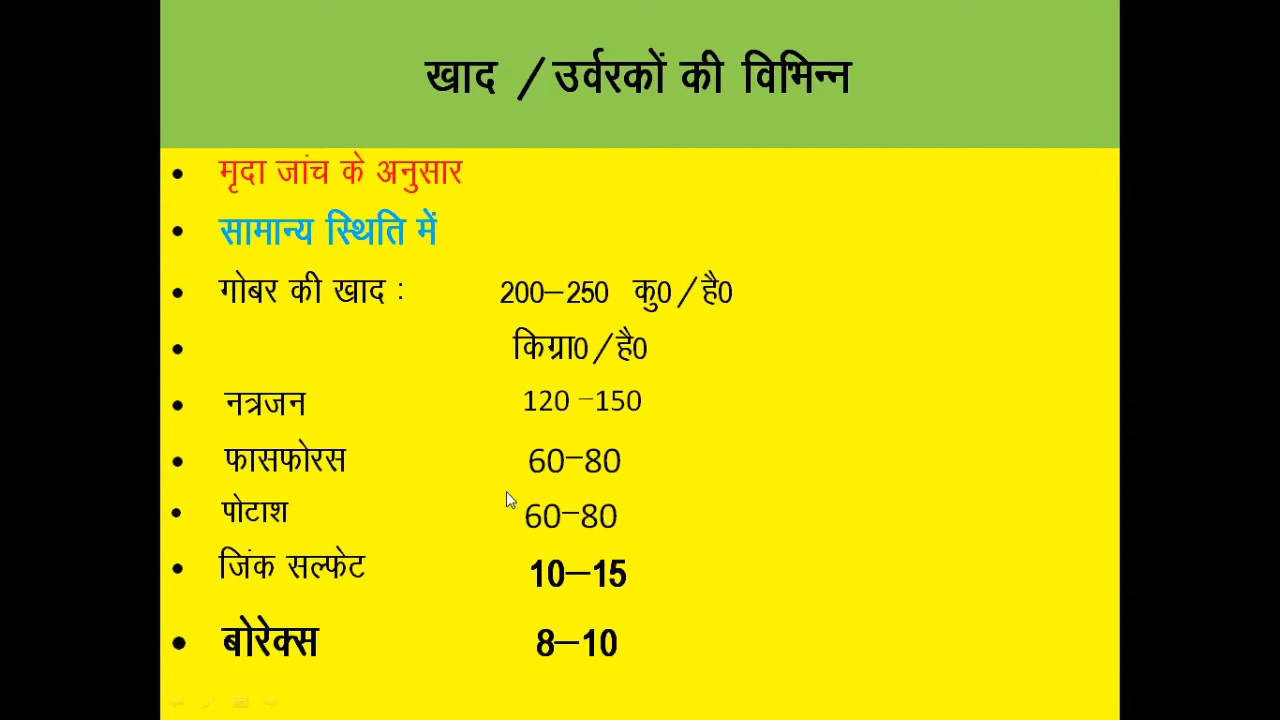 खाद /उर्वरकों की विभिन्न
• मृदा जांच के अनुसार
• सामान्य स्थिति में
• गोबर की खाद : 200–250 कु0/है0
• किग्रा0/है0
• नत्रजन 120 –150
• फासफोरस 60–80
• पोटाश 60–80
• जिंक सल्फेट 10–15
• बोरेक्स 8–10